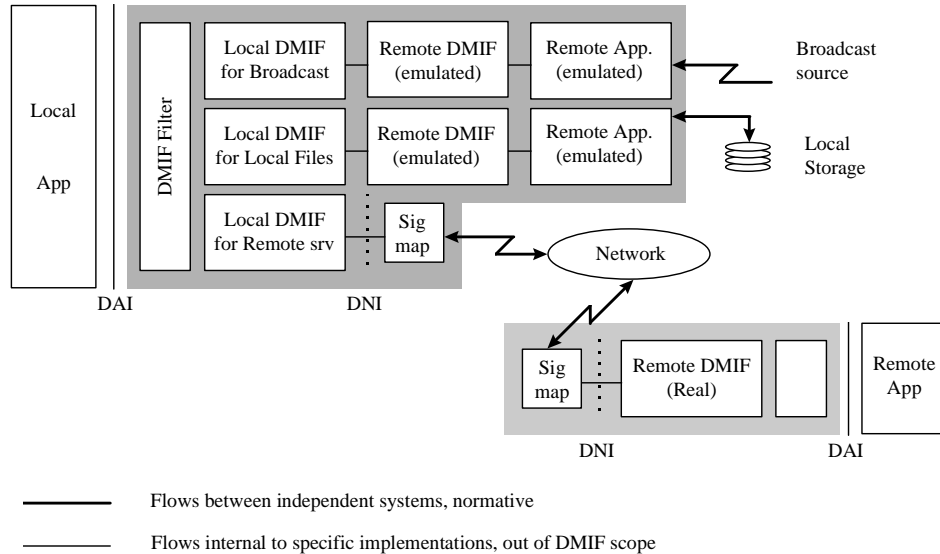 Local
App
DMIF Filter
Local DMIF
for Broadcast
Remote DMIF
(emulated)
Remote App.
(emulated)
Broadcast
source
Local DMIF
for Local Files
Remote DMIF
(emulated)
Remote App.
(emulated)
Local
Storage
Local DMIF
for Remote srv
Sig
map
Network
DAI
DNI
Sig
map
Remote DMIF
(Real)
Remote
App
DNI
DAI
Flows between independent systems, normative
Flows internal to specific implementations, out of DMIF scope